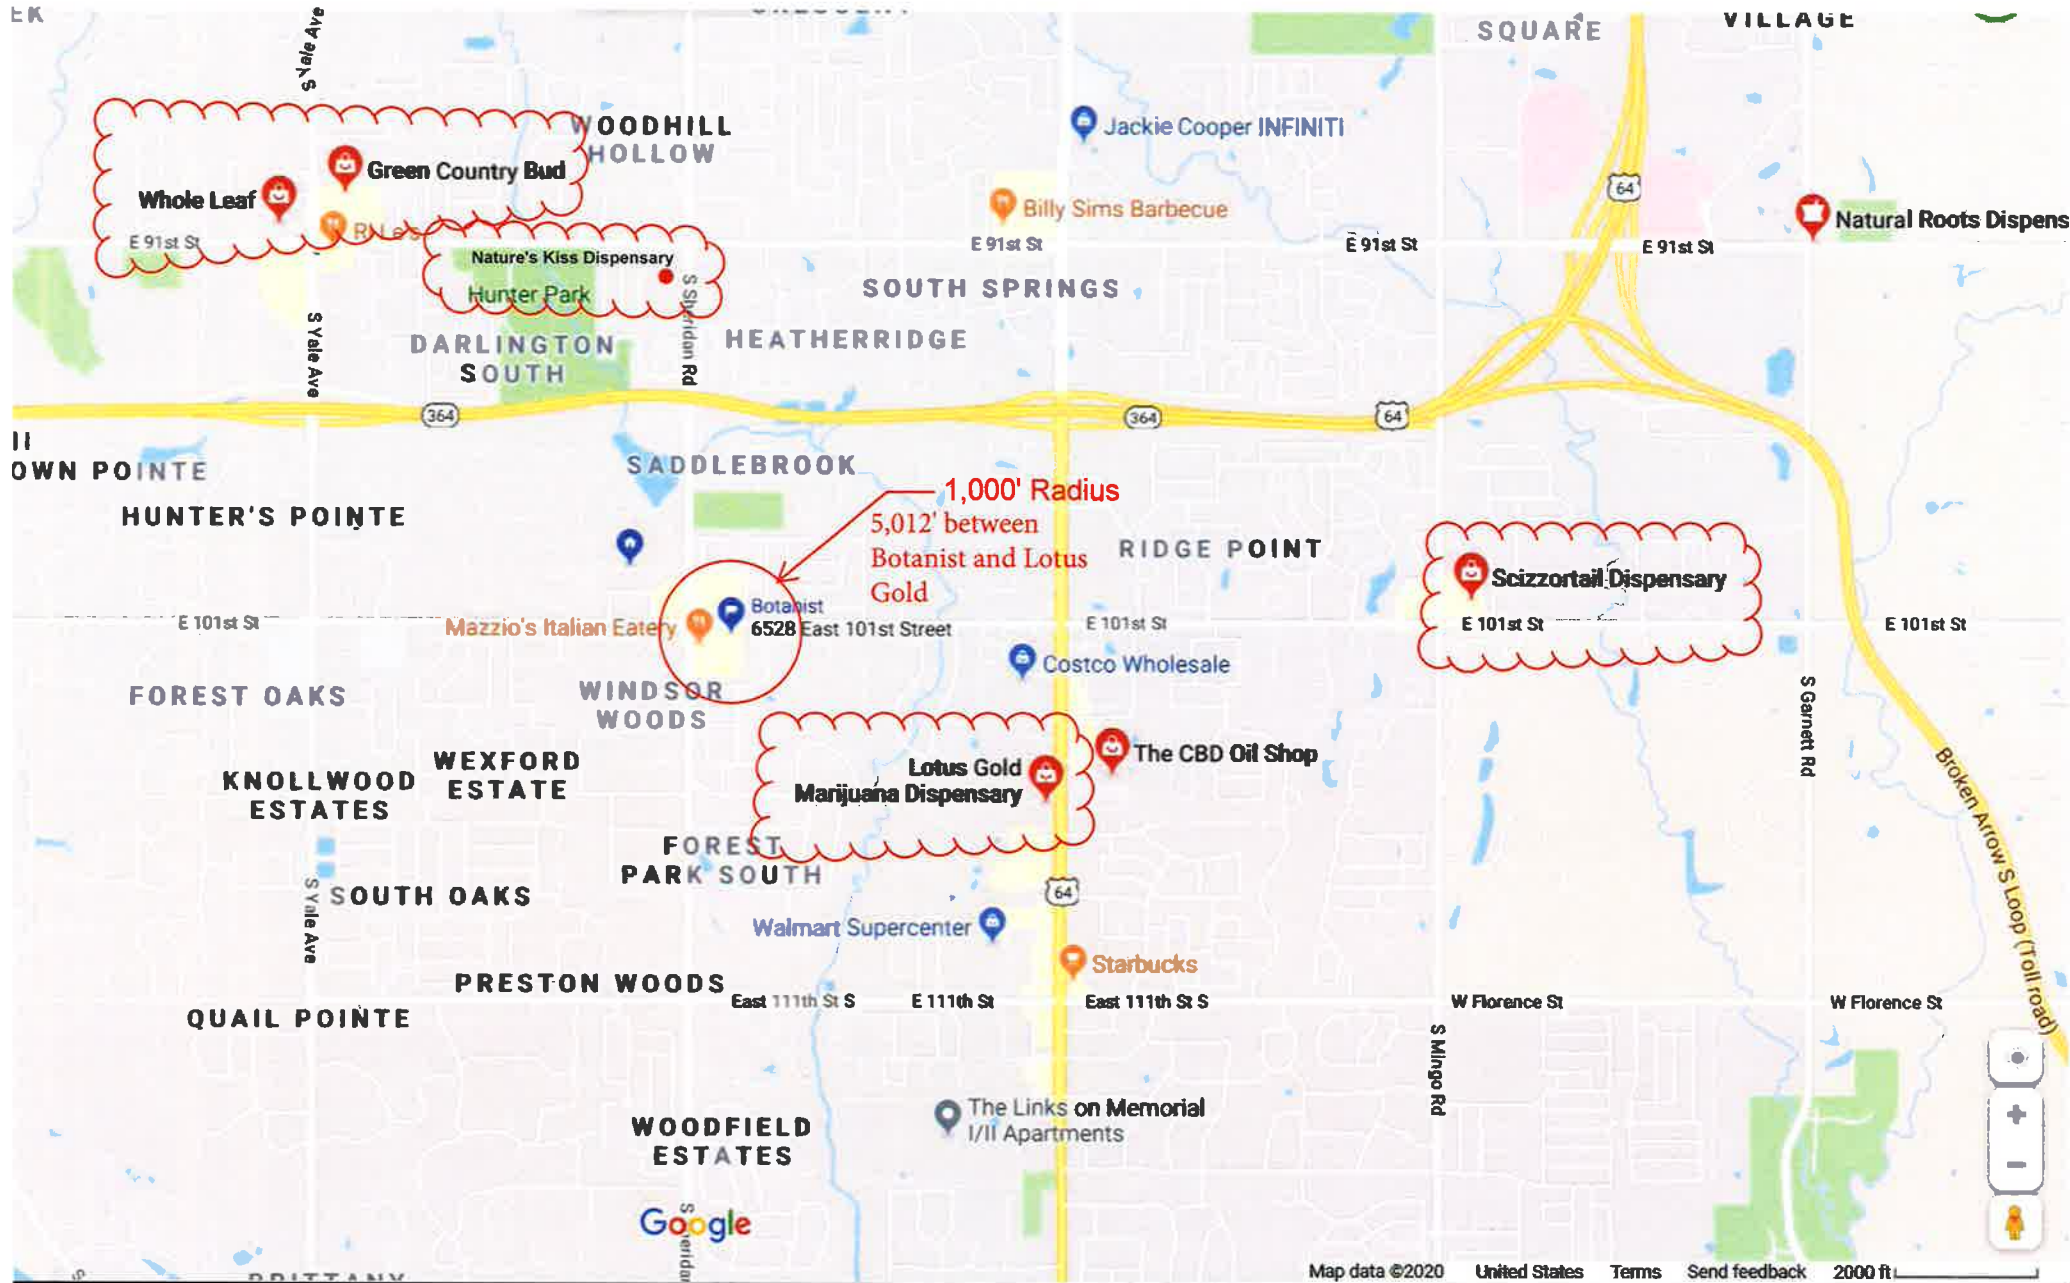 EK
S Yale Ave
SQUARE
VILLAGE
WOODHILL
HOLLOW
Jackie Cooper INFINITI
Green Country Bud
Whole Leaf
64
Billy Sims Barbecue
Natural Roots Dispens
E 91st St
E 91st St
E 91st St
E 91st St
Nature's Kiss Dispensary
Hunter Park
S Sheridan Rd
SOUTH SPRINGS
S Yale Ave
DARLINGTON
SOUTH
HEATHERRIDGE
364
364
64
OWN POINTE
SADDLEBROOK
HUNTER'S POINTE
1,000' Radius
5,012' between
Botanist and Lotus
Gold
RIDGE POINT
Scizzortail Dispensary
Botanist
6528 East 101st Street
Mazzio's Italian Eatery
E 101st St
E 101st St
E 101st St
E 101st St
Costco Wholesale
FOREST OAKS
WINDSOR
WOODS
S Garnett Rd
KNOLLWOOD
ESTATES
WEXFORD
ESTATE
Lotus Gold
Marijuana Dispensary
The CBD Oil Shop
Broken Arrow S Loop (Toll road)
FOREST
PARK SOUTH
S Yale Ave
SOUTH OAKS
64
Walmart Supercenter
Starbucks
PRESTON WOODS
East 111th St S
E 111th St
East 111th St S
W Florence St
W Florence St
QUAIL POINTE
S Mingo Rd
The Links on Memorial
I/II Apartments
WOODFIELD
ESTATES
Google
BRITTANY
Map data ©2020 United States Terms Send feedback 2000 ft